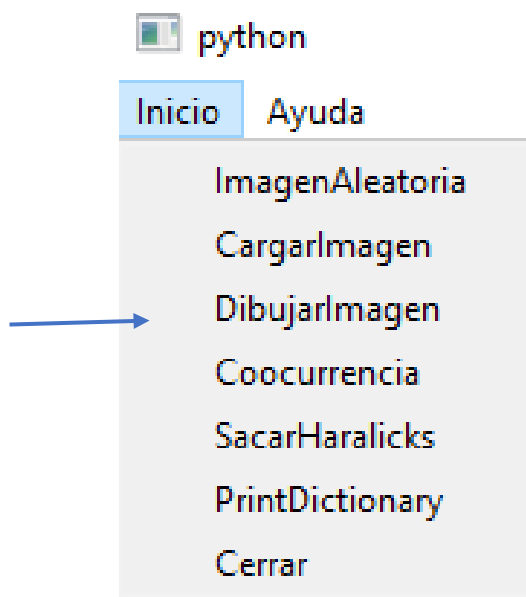 python
Inicio Ayuda
ImagenAleatoria
CargarImagen
DibujarImagen
Coocurrencia
SacarHaralicks
PrintDictionary
Cerrar